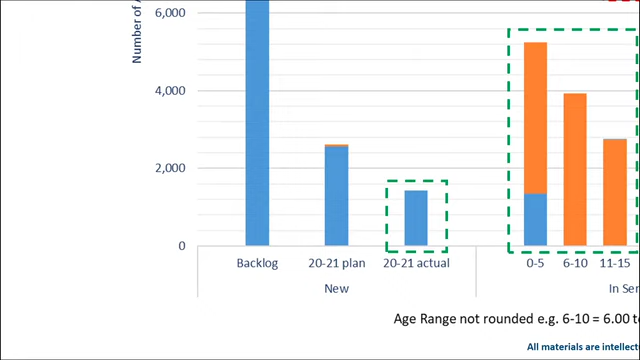 Number of
6,000
4,000
2,000
0
Backlog 20-21 plan 20-21 actual 0-5 6-10 11-15
New In Ser
Age Range not rounded e.g. 6-10 = 6.00 to
All materials are intellec